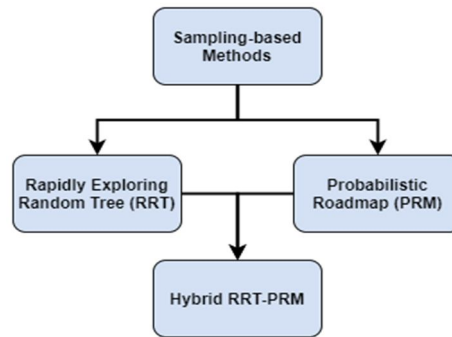 Sampling-based
Methods
Rapidly Exploring
Random Tree (RRT)
Probabilistic
Roadmap (PRM)
Hybrid RRT-PRM